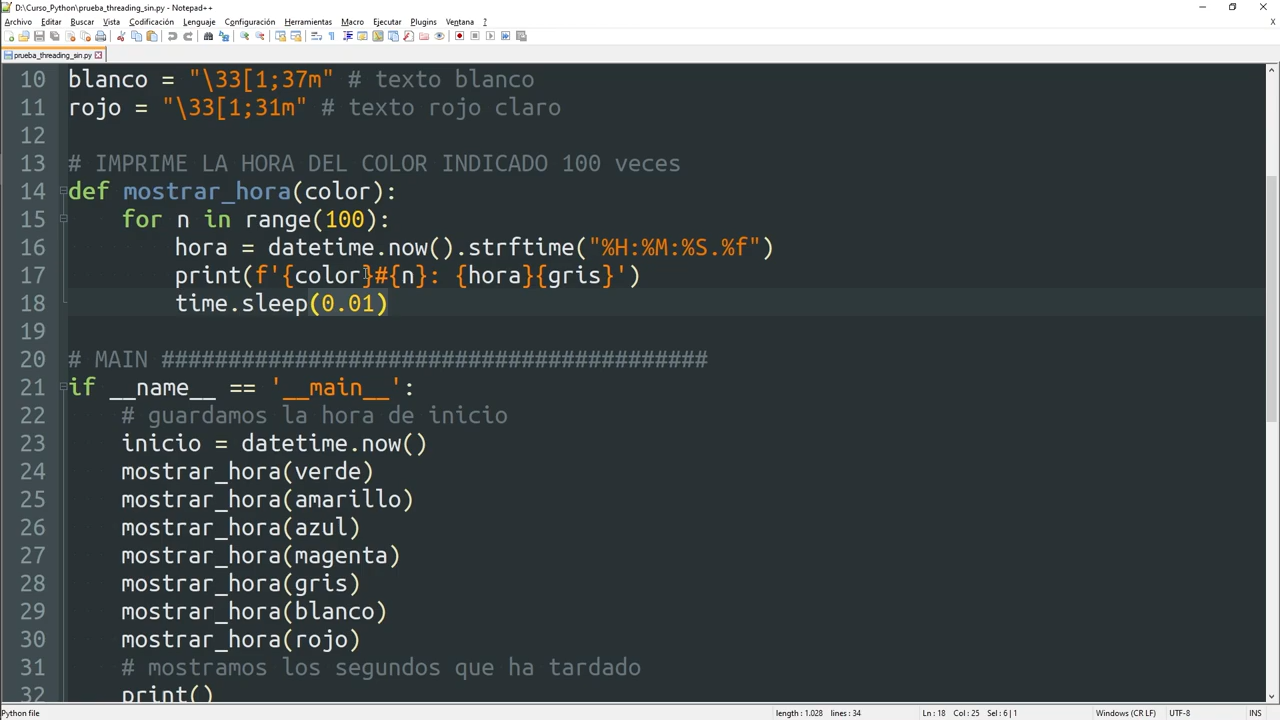 D:\Curso_Python\prueba_threading_sin.py - Notepad++
Archivo Editar Buscar Vista Codificación Lenguaje Configuración Herramientas Macro Ejecutar Plugins Ventana ? X
prueba_threading_sin.py
10 blanco = "\33[1;37m" # texto blanco
11 rojo = "\33[1;31m" # texto rojo claro
12
13 # IMPRIME LA HORA DEL COLOR INDICADO 100 veces
14 def mostrar_hora(color):
15 for n in range(100):
16 hora = datetime.now().strftime("%H:%M:%S.%f")
17 print(f'{color}#{n}: {hora}{gris}')
18 time.sleep(0.01)
19
20 # MAIN #########################################
21 if __name__ == '__main__':
22 # guardamos la hora de inicio
23 inicio = datetime.now()
24 mostrar_hora(verde)
25 mostrar_hora(amarillo)
26 mostrar_hora(azul)
27 mostrar_hora(magenta)
28 mostrar_hora(gris)
29 mostrar_hora(blanco)
30 mostrar_hora(rojo)
31 # mostramos los segundos que ha tardado
32 print()
Python file length : 1.028 lines : 34 Ln : 18 Col : 25 Sel : 6 | 1 Windows (CR LF) UTF-8 INS